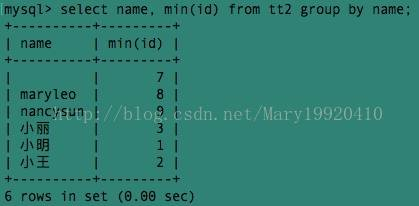 mysql> select name, min(id) from tt2 group by name;
+----------+---------+
| name     | min(id) |
+----------+---------+
|          |       7 |
| maryleo  |       8 |
| nancysun |       9 |
| 小丽     |       3 |
| 小明     |       1 |
| 小王     |       2 |
+----------+---------+
6 rows in set (0.00 sec)
http://blog.csdn.net/Mary19920410